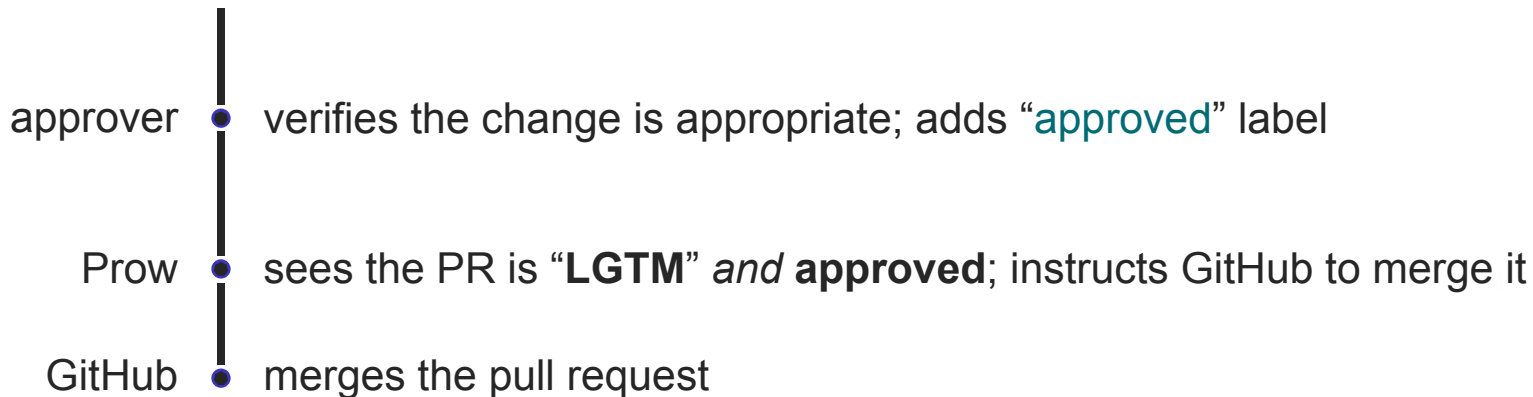 approver verifies the change is appropriate; adds “approved” label
Prow sees the PR is “LGTM” and approved; instructs GitHub to merge it
GitHub merges the pull request